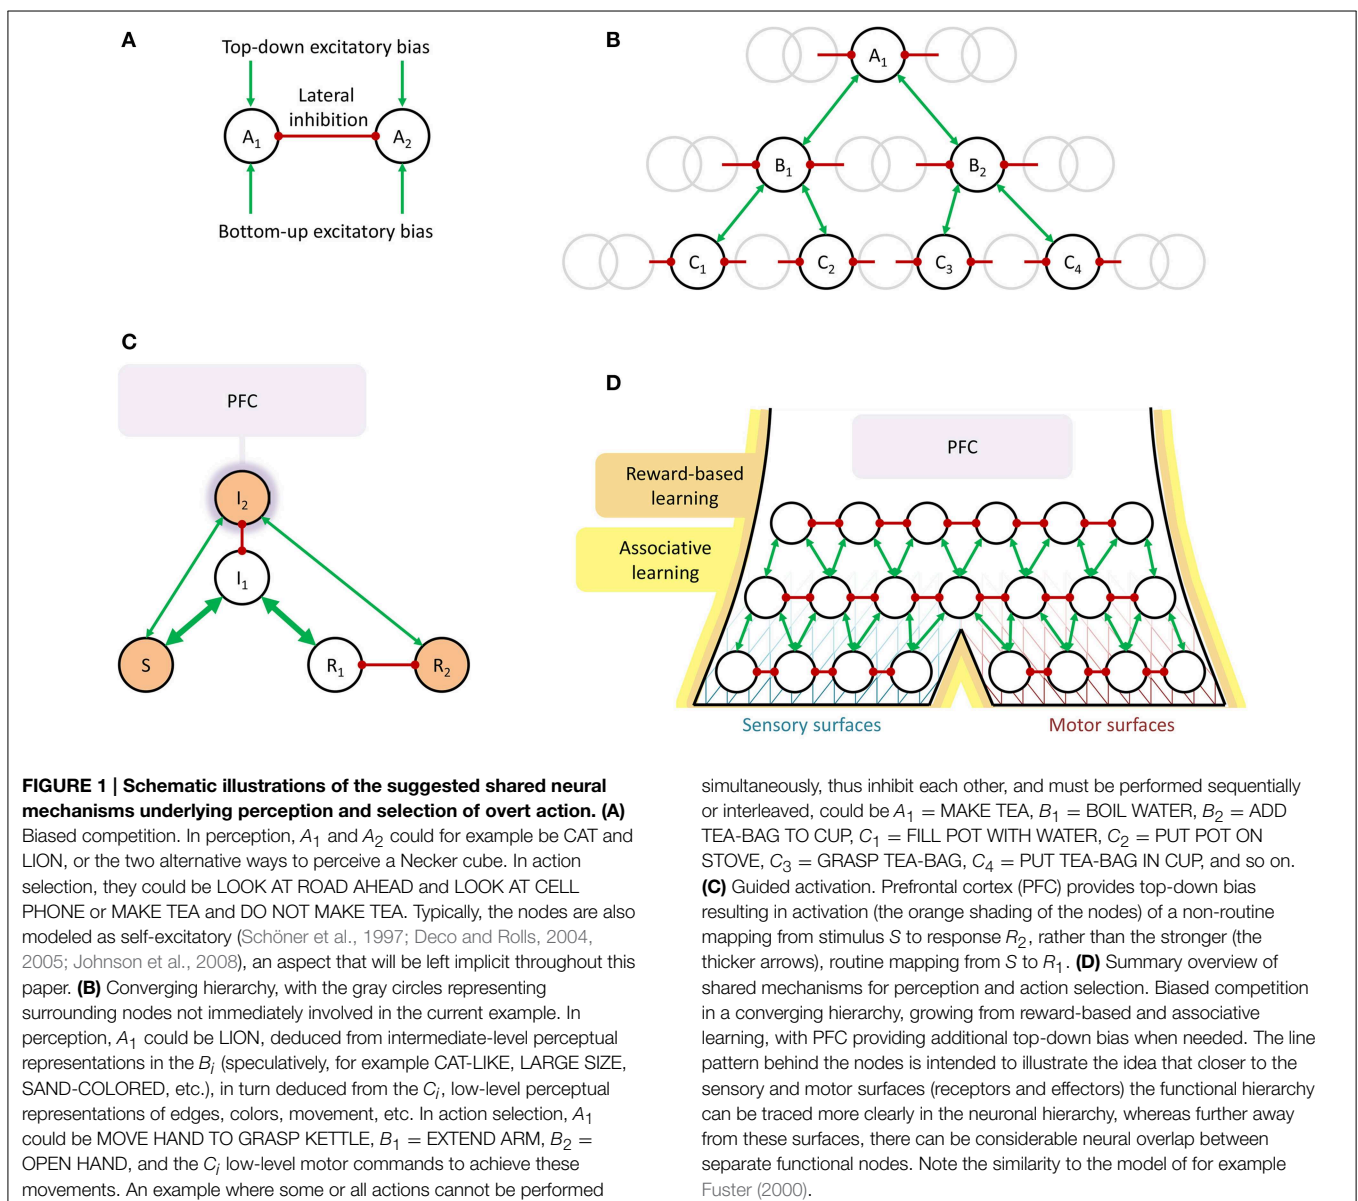 A
Top-down excitatory bias
Lateral
inhibition
A1
A2
Bottom-up excitatory bias
B
A1
B1
B2
C1
C2
C3
C4
C
PFC
I2
I1
S
R1
R2
D
PFC
Reward-based
learning
Associative
learning
Sensory surfaces
Motor surfaces
FIGURE 1 | Schematic illustrations of the suggested shared neural
mechanisms underlying perception and selection of overt action. (A)
Biased competition. In perception, A1 and A2 could for example be CAT and
LION, or the two alternative ways to perceive a Necker cube. In action
selection, they could be LOOK AT ROAD AHEAD and LOOK AT CELL
PHONE or MAKE TEA and DO NOT MAKE TEA. Typically, the nodes are also
modeled as self-excitatory (Schöner et al., 1997; Deco and Rolls, 2004,
2005; Johnson et al., 2008), an aspect that will be left implicit throughout this
paper. (B) Converging hierarchy, with the gray circles representing
surrounding nodes not immediately involved in the current example. In
perception, A1 could be LION, deduced from intermediate-level perceptual
representations in the Bi (speculatively, for example CAT-LIKE, LARGE SIZE,
SAND-COLORED, etc.), in turn deduced from the Ci, low-level perceptual
representations of edges, colors, movement, etc. In action selection, A1
could be MOVE HAND TO GRASP KETTLE, B1 = EXTEND ARM, B2 =
OPEN HAND, and the Ci low-level motor commands to achieve these
movements. An example where some or all actions cannot be performed
simultaneously, thus inhibit each other, and must be performed sequentially
or interleaved, could be A1 = MAKE TEA, B1 = BOIL WATER, B2 = ADD
TEA-BAG TO CUP, C1 = FILL POT WITH WATER, C2 = PUT POT ON
STOVE, C3 = GRASP TEA-BAG, C4 = PUT TEA-BAG IN CUP, and so on.
(C) Guided activation. Prefrontal cortex (PFC) provides top-down bias
resulting in activation (the orange shading of the nodes) of a non-routine
mapping from stimulus S to response R2, rather than the stronger (the
thicker arrows), routine mapping from S to R1. (D) Summary overview of
shared mechanisms for perception and action selection. Biased competition
in a converging hierarchy, growing from reward-based and associative
learning, with PFC providing additional top-down bias when needed. The line
pattern behind the nodes is intended to illustrate the idea that closer to the
sensory and motor surfaces (receptors and effectors) the functional hierarchy
can be traced more clearly in the neuronal hierarchy, whereas further away
from these surfaces, there can be considerable neural overlap between
separate functional nodes. Note the similarity to the model of for example
Fuster (2000).